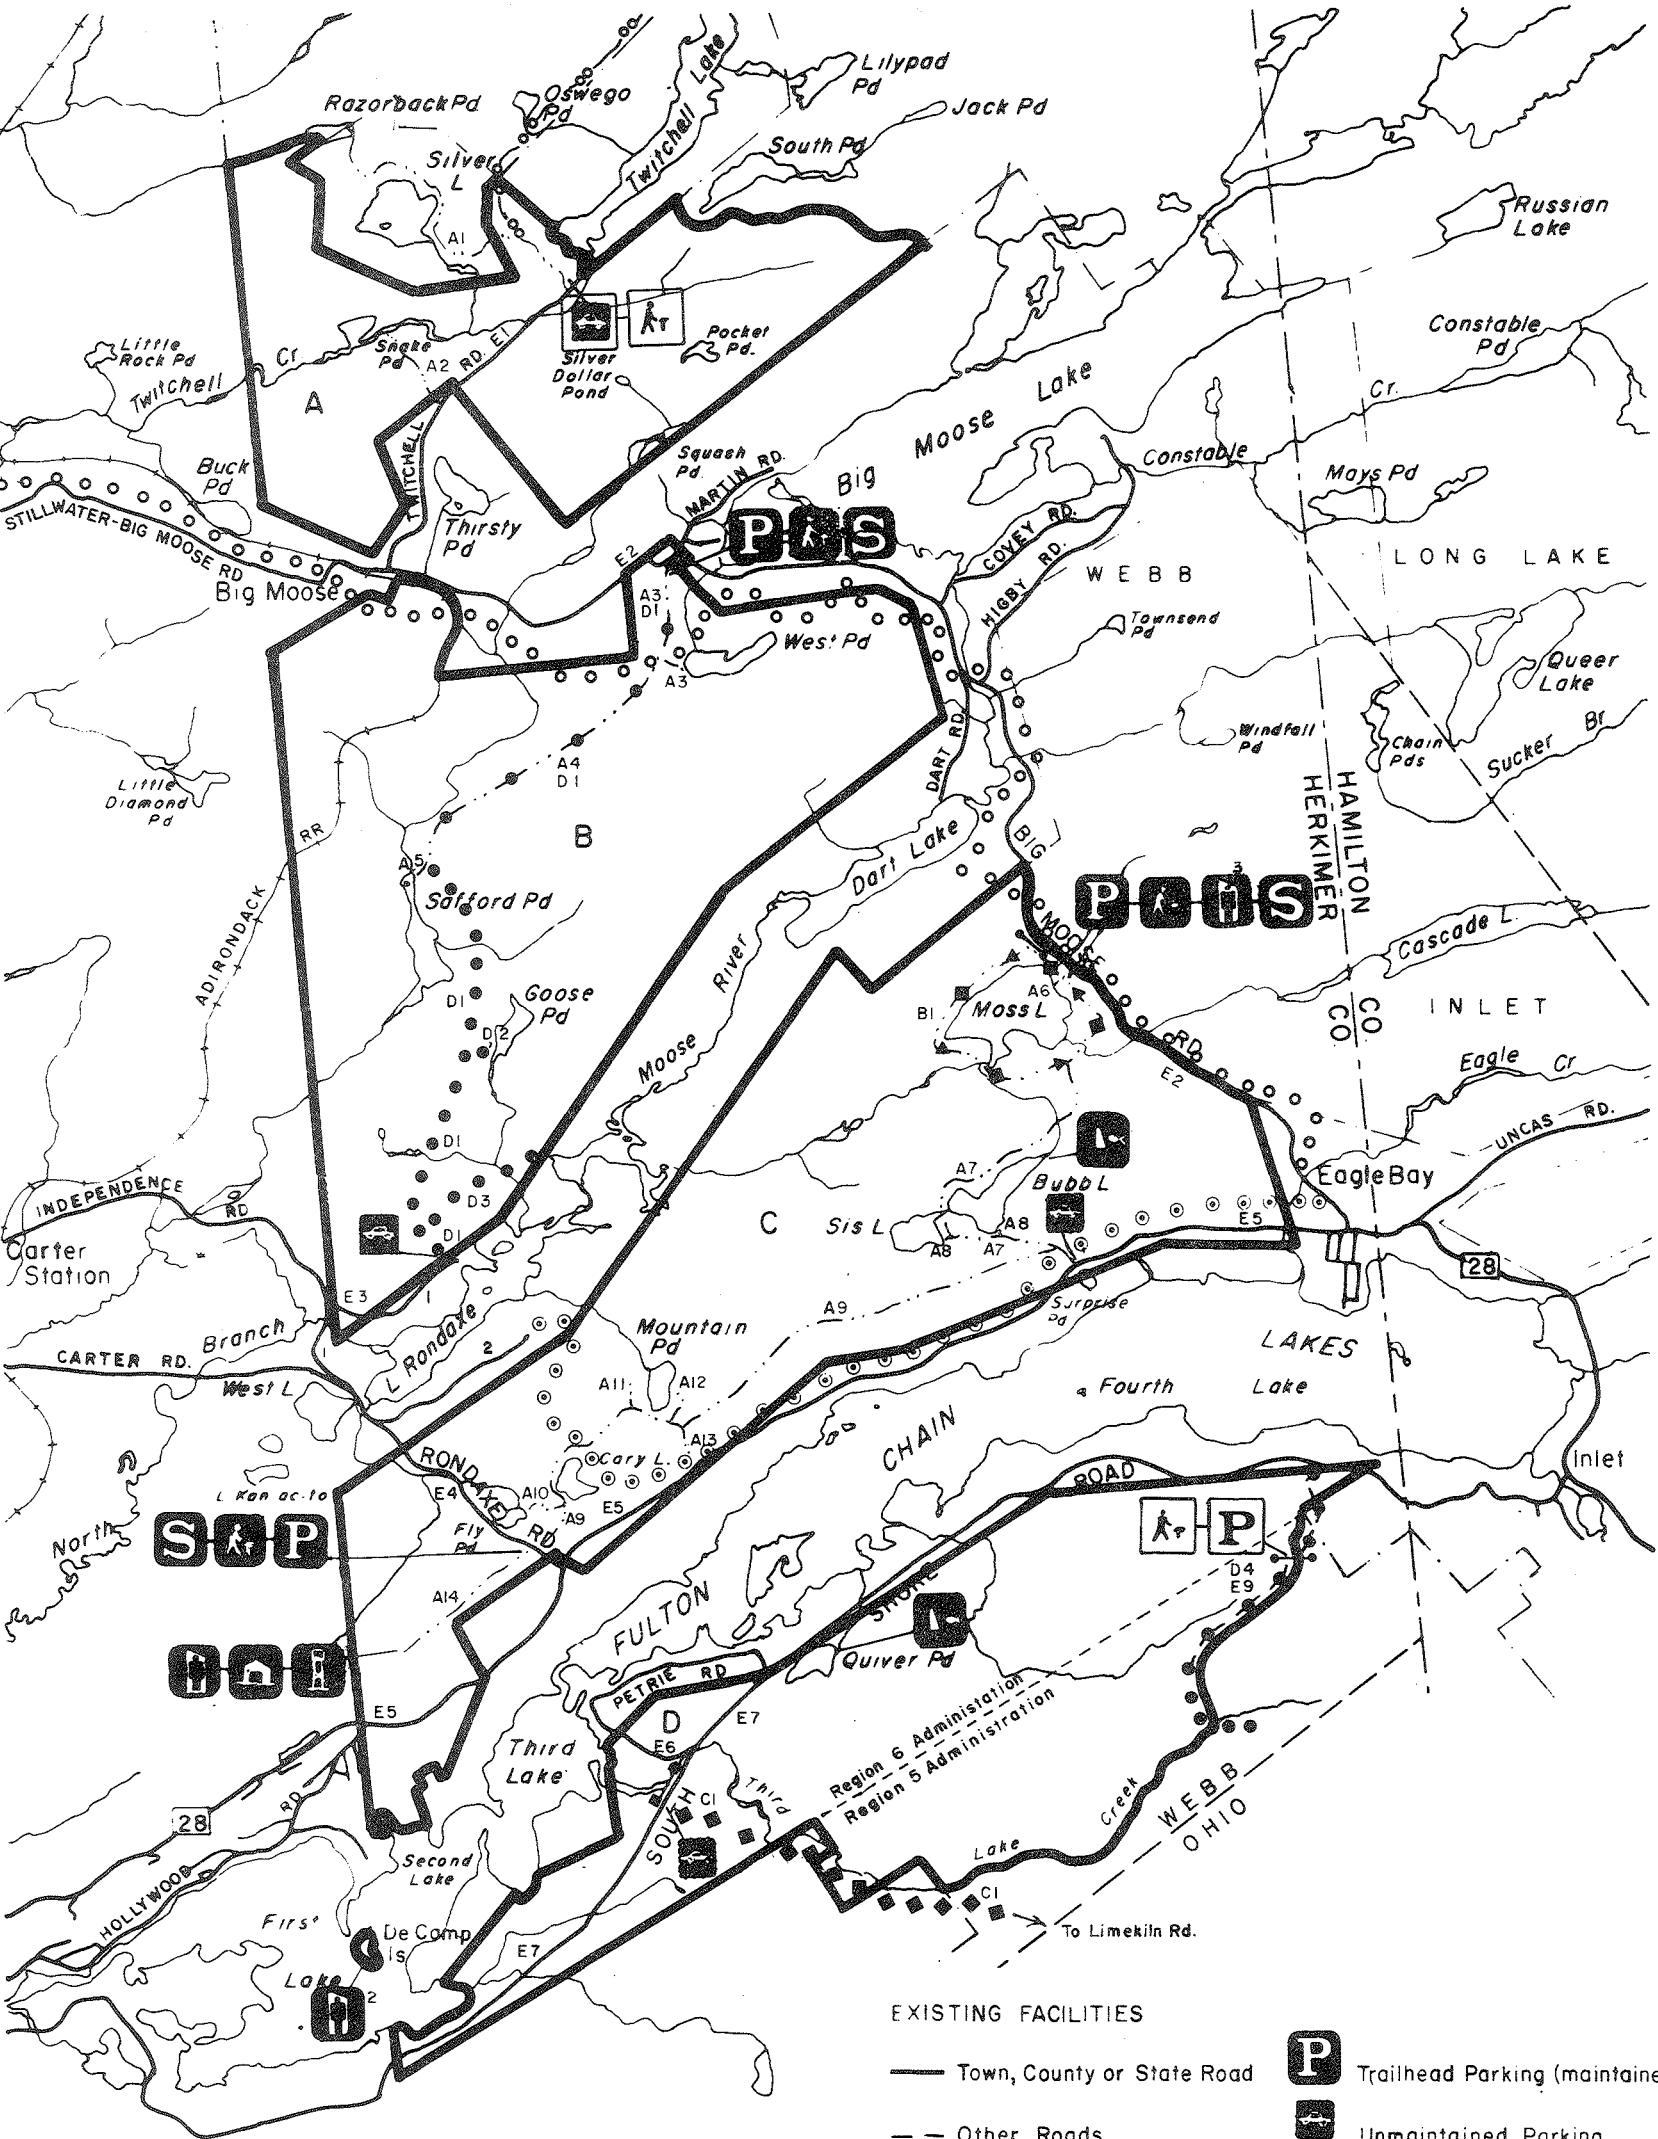 Lake
Lilypad
Pd
Oswego
Pd
Razorback Pd
Jack Pd
Twitchell
South Pd
Silver
L
A1
Russian
Lake
Constable
Pd
Little
Rock Pd
Snake
Pd
Cr
RD. E1
A2
Pocket
Pd.
Silver
Dollar
Pond
Twitchell
A
Lake
Cr.
Moose
TWITCHELL
Squash
Pd.
MARTIN RD.
Big
Constable
Mays Pd
Buck
Pd
STILLWATER-BIG MOOSE RD
Thirsty
Pd
P
S
COVEY RD.
HIGBY RD.
WEBB
LONG LAKE
E2
Big Moose
A3
D1
West Pd
Townsend
Pd
A3
Queer
Lake
DART RD.
Windfall
Pd
Chain
Pds
Sucker Br
A4
D1
Little
Diamond
Pd
RR
B
BIG
HAMILTON
HERKIMER
A5
Dart Lake
3
Safford Pd
P
S
ADIRONDACK
MOOSE
Cascade L.
River
D1
Goose
Pd
A6
B1
Moss L
CO.
CO
INLET
D2
RD.
Moose
E2
Eagle Cr
UNCAS RD.
D1
A7
INDEPENDENCE
RD
D3
Bubb L
Eagle Bay
C
Sis L
A8
E5
D1
A8
A7
Carter
Station
28
E3
1
A9
Surprise
Pd
Branch
L Rondaxe
2
Mountain
Pd
LAKES
CARTER RD.
West L
A11
A12
Fourth Lake
CHAIN
A13
Cary L.
RONDAXE
RD
ROAD
Inlet
L Kan ac-to
E4
A10
A9
E5
North
S
P
Fly
Pd
P
D4
E9
A14
FULTON
SHORE
Quiver Pd
PETRIE RD
E5
D
E7
Third
Lake
E6
Region 6 Administation
Region 5 Administration
28
RD
C1
Third
SOUTH
Creek
WEBB
OHIO
Second
Lake
Lake
HOLLYWOOD
C1
First
De Camp
Is
To Limekiln Rd.
E7
Lake
2
EXISTING FACILITIES
Town, County or State Road
P
Trailhead Parking (maintaine
Other Roads
Unmaintained Parking